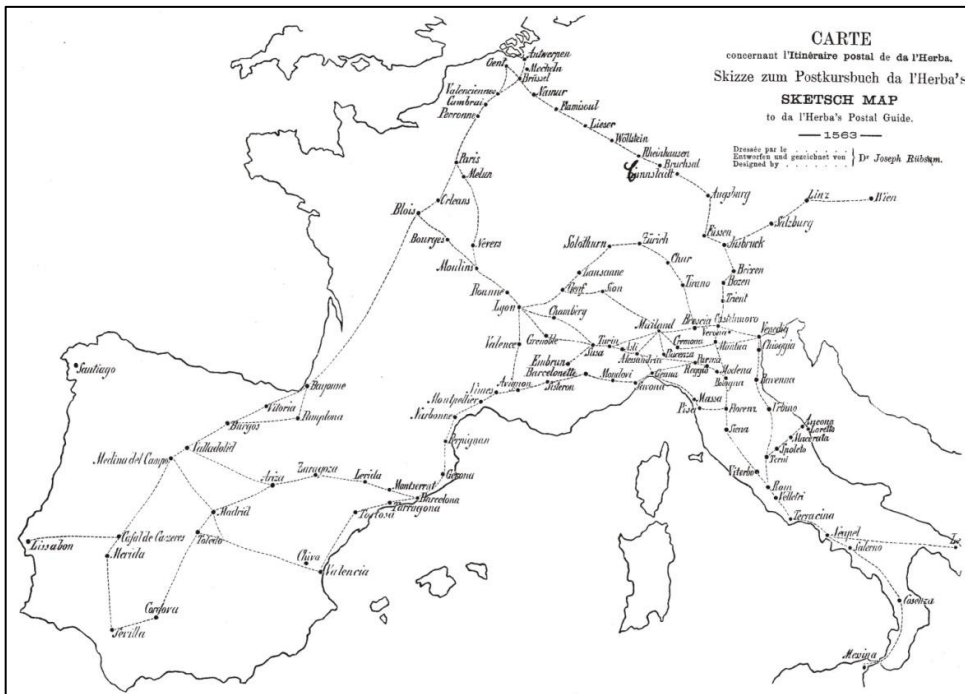 CARTE
concernant l'Itinéraire postal de da l'Herba.
Skizze zum Postkursbuch da l'Herba's
SKETSCH MAP
to da l'Herba's Postal Guide.
1563
Dressée par le . . . . . . . .
Entworfen und gezeichnet von
Designed by . . . . . . . .
Dr Joseph Rübsam.
Antwerpen
Gent
Mecheln
Brüssel
Valenciennes
Namur
Cambrai
Flamisoul
Peronne
Lieser
Wöllstein
Rheinhausen
Paris
Bruchsal
Cannstadt
Melun
Augsburg
Linz
Wien
Orleans
Blois
Salzburg
Füssen
Zürich
Insbruck
Bourges
Nevers
Solothurn
Chur
Moulins
Lausanne
Brixen
Bozen
Tirano
Roanne
Genf
Sion
Trient
Lyon
Chambery
Mailand
Brescia
Castelnuovo
Venedig
Verona
Valence
Grenoble
Turin
Cremona
Mantua
Chioggia
Susa
Asti
Piacenza
Alessandria
Parma
Embrun
Reggio
Modena
Barcelonette
Genua
Bologna
Ravenna
Bayonne
Nimes
Avignon
Sisteron
Mondovi
Savona
Santiago
Vitoria
Montpellier
Massa
Pampelona
Pisa
Florenz
Urbino
Burgos
Narbonne
Siena
Ancona
Loretto
Valladolid
Perpignan
Macerata
Spoleto
Medina del Campo
Terni
Zaragoza
Gerona
Viterbo
Ariza
Lerida
Montserrat
Rom
Barcelona
Velletri
Madrid
Tarragona
Tortosa
Terracina
Lissabon
Casal de Cazeres
Toledo
Neapel
Salerno
Merida
Chiva
Valencia
Cosenza
Cordova
Sevilla
Messina